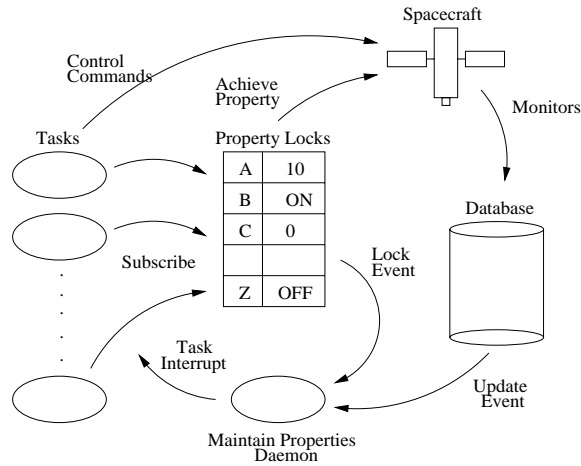 Spacecraft
Control
Commands
Achieve
Property
Monitors
Tasks
Property Locks
A 10
B ON
C 0
Z OFF
Database
Subscribe
Lock
Event
Task
Interrupt
Update
Event
Maintain Properties
Daemon